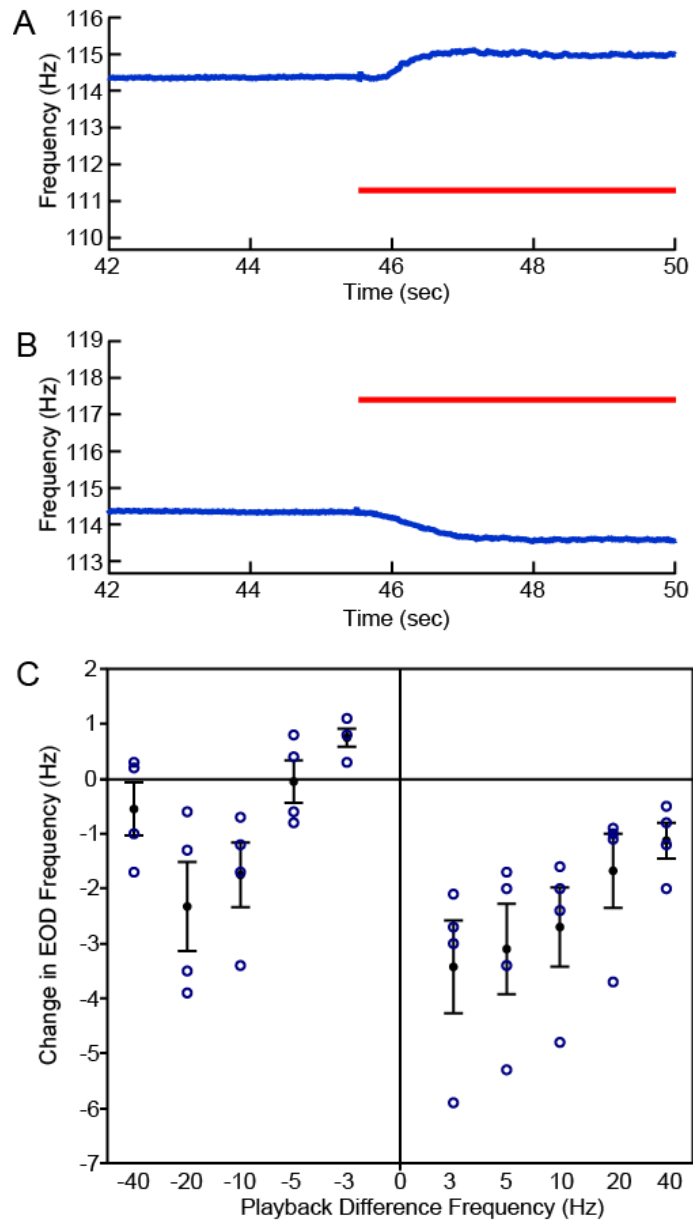 A
Frequency (Hz)
116
115
114
113
112
111
110
42 44 46 48 50
Time (sec)
B
Frequency (Hz)
119
118
117
116
115
114
113
42 44 46 48 50
Time (sec)
C
Change in EOD Frequency (Hz)
2
1
0
-1
-2
-3
-4
-5
-6
-7
-40 -20 -10 -5 -3 0 3 5 10 20 40
Playback Difference Frequency (Hz)